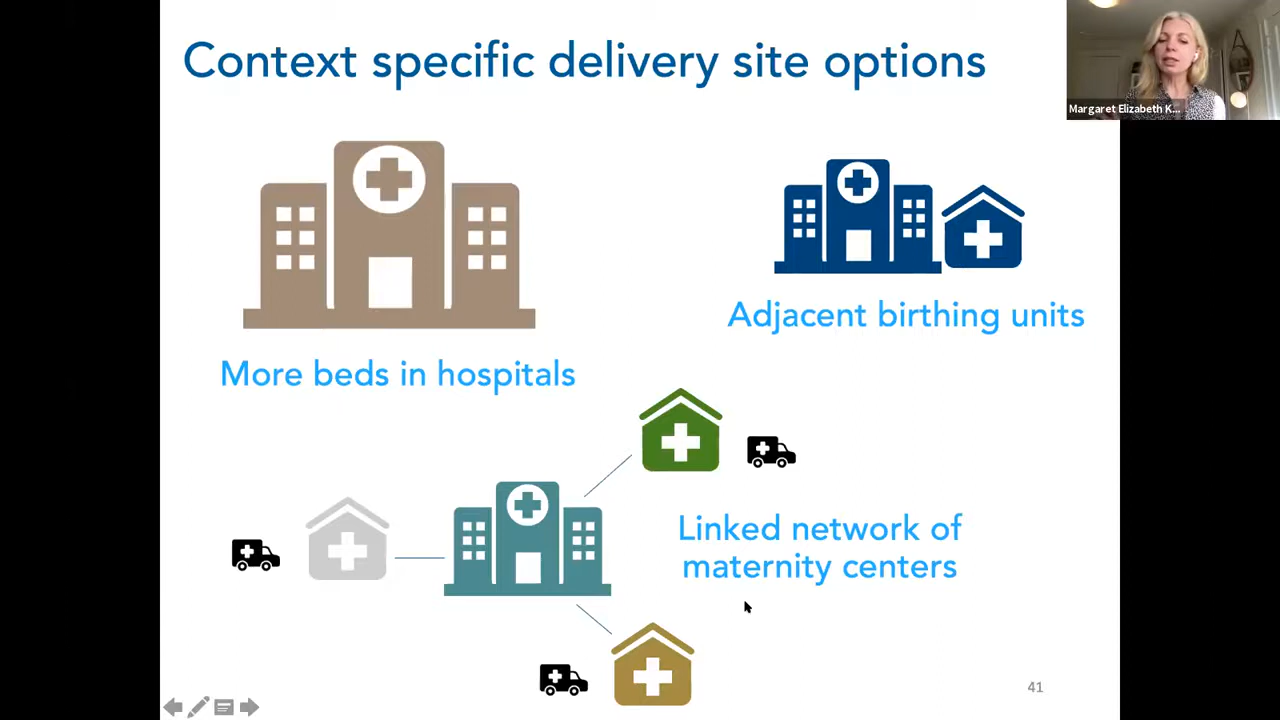 Context specific delivery site options
Margaret Elizabeth K...
Adjacent birthing units
More beds in hospitals
Linked network of
maternity centers
41